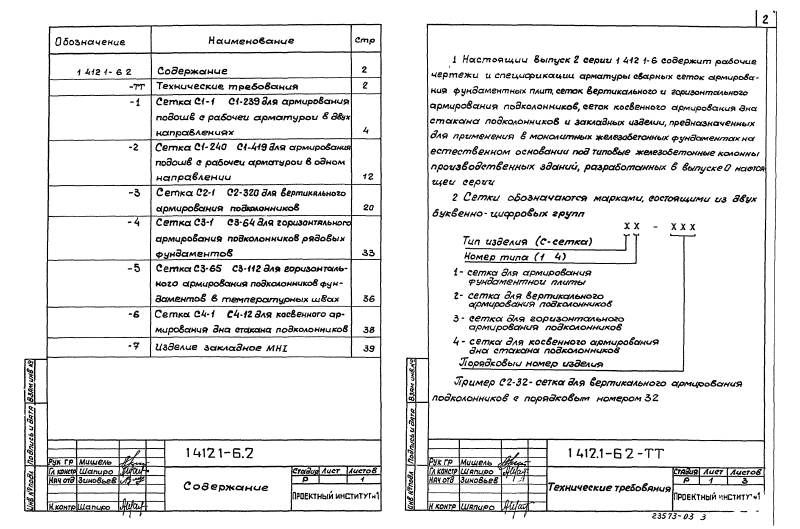 Обозначение Наименование Стр
1 412 1-6 2 Содержание 2
-ТТ Технические требования 2
-1 Сетка С1-1 С1-239 для армирования
подошв с рабочей арматурой в двух
направлениях 4
-2 Сетка С1-240 С1-419 для армирования
подошв с рабочей арматурой в одном
направлении 12
-3 Сетка С2-1 С2-320 для вертикального
армирования подколонников 20
-4 Сетка С3-1 С3-64 для горизонтального
армирования подколонников рядовых
фундаментов 33
-5 Сетка С3-65 С3-112 для горизонталь-
ного армирования подколонников фун-
даментов в температурных швах 36
-6 Сетка С4-1 С4-12 для косвенного ар-
мирования дна стакана подколонников 38
-7 Изделие закладное МН1 39
Взам инв №
Подпись и дата
Инв № подл
Рук гр Мишель
Гл констр Шапиро
Нач отд Зиновьев
Н. контр Шапиро
1 412 1-6.2
Содержание
Стадия Лист Листов
Р 1
ПРОЕКТНЫЙ ИНСТИТУТ №1
2
1 Настоящий выпуск 2 серии 1 412 1-6 содержит рабочие
чертежи и спецификации арматуры сварных сеток армирова-
ния фундаментных плит, сеток вертикального и горизонтального
армирования подколонников, сеток косвенного армирования дна
стакана подколонников и закладных изделий, предназначенных
для применения в монолитных железобетонных фундаментах на
естественном основании под типовые железобетонные колонны
производственных зданий, разработанных в выпуске 0 настоя
щей серии
2 Сетки обозначаются марками, состоящими из двух
буквенно-цифровых групп
ХХ - ХХХ
Тип изделия (С-сетка)
Номер типа (1 4)
1- сетка для армирования
фундаментной плиты
2- сетка для вертикального
армирования подколонников
3- сетка для горизонтального
армирования подколонников
4- сетка для косвенного армирования
дна стакана подколонников
Порядковый номер изделия
Пример С2-32- сетка для вертикального армирования
подколонников с порядковым номером 32
Взам инв №
Подпись и дата
Инв № подл
Рук гр Мишель
Гл констр Шапиро
Нач отд Зиновьев
Н контр Шапиро
1 412.1-6 2 -ТТ
Технические требования
Стадия Лист Листов
Р 1 3
ПРОЕКТНЫЙ ИНСТИТУТ №1
23573-03 3